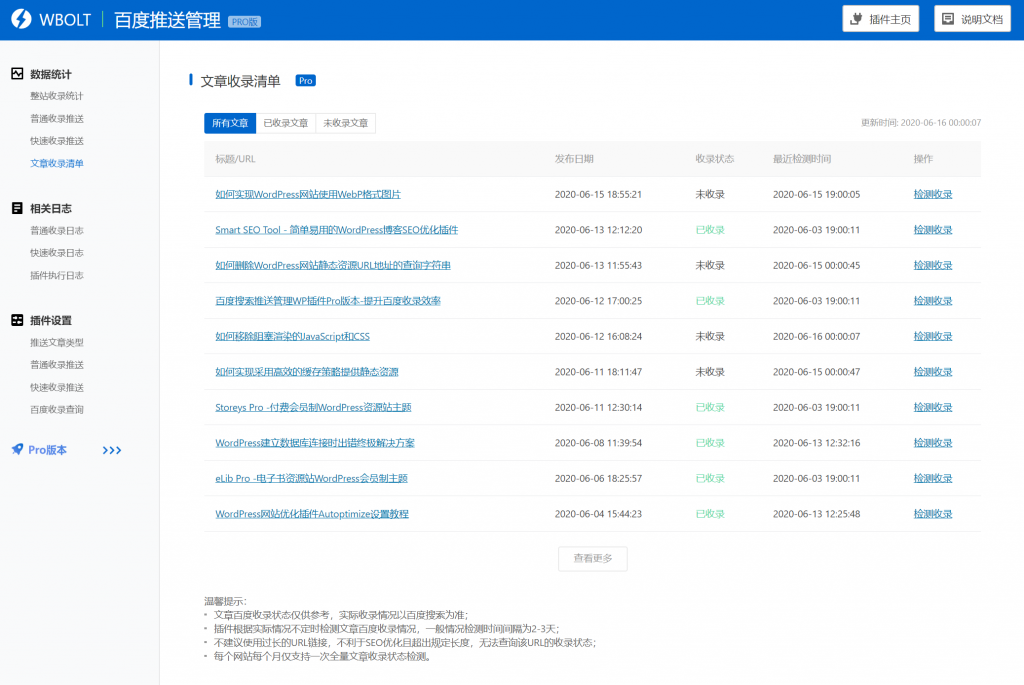 WBOLT | 百度推送管理 PRO版 插件主页 说明文档
数据统计
整站收录统计
普通收录推送
快速收录推送
文章收录清单
相关日志
普通收录日志
快速收录日志
插件执行日志
插件设置
推送文章类型
普通收录推送
快速收录推送
百度收录查询
Pro版本 >>>
文章收录清单 Pro
所有文章 已收录文章 未收录文章 更新时间: 2020-06-16 00:00:07
标题/URL 发布日期 收录状态 最近检测时间 操作
如何实现WordPress网站使用WebP格式图片 2020-06-15 18:55:21 未收录 2020-06-15 19:00:05 检测收录
Smart SEO Tool - 简单易用的WordPress博客SEO优化插件 2020-06-13 12:12:20 已收录 2020-06-03 19:00:11 检测收录
如何删除WordPress网站静态资源URL地址的查询字符串 2020-06-13 11:55:43 未收录 2020-06-15 00:00:45 检测收录
百度搜索推送管理WP插件Pro版本-提升百度收录效率 2020-06-12 17:00:25 已收录 2020-06-03 19:00:11 检测收录
如何移除阻塞渲染的JavaScript和CSS 2020-06-12 16:08:24 未收录 2020-06-16 00:00:07 检测收录
如何实现采用高效的缓存策略提供静态资源 2020-06-11 18:11:47 未收录 2020-06-15 00:00:47 检测收录
Storeys Pro -付费会员制WordPress资源站主题 2020-06-11 12:30:14 已收录 2020-06-03 19:00:11 检测收录
WordPress建立数据库连接时出错终极解决方案 2020-06-08 11:39:54 已收录 2020-06-13 12:32:16 检测收录
eLib Pro -电子书资源站WordPress会员制主题 2020-06-06 18:25:57 已收录 2020-06-03 19:00:11 检测收录
WordPress网站优化插件Autoptimize设置教程 2020-06-04 15:44:23 已收录 2020-06-13 12:25:48 检测收录
查看更多
温馨提示:
• 文章百度收录状态仅供参考，实际收录情况以百度搜索为准;
• 插件根据实际情况不定时检测文章百度收录情况，一般情况检测时间间隔为2-3天;
• 不建议使用过长的URL链接，不利于SEO优化且超出规定长度，无法查询该URL的收录状态;
• 每个网站每个月仅支持一次全量文章收录状态检测。